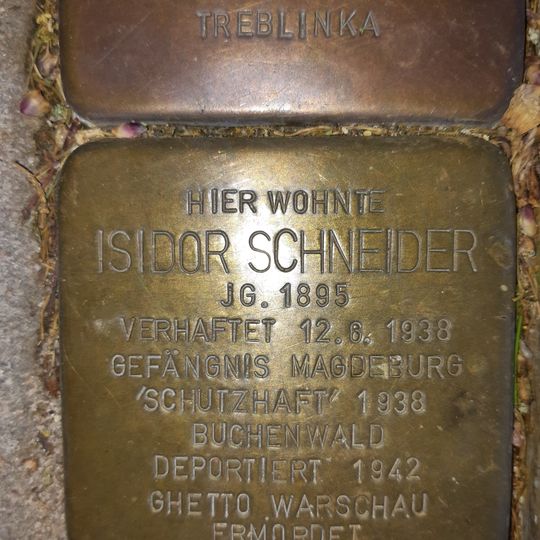 TREBLINKA
HIER WOHNTE
ISIDOR SCHNEIDER
JG. 1895
VERHAFTET 12.6.1938
GEFÄNGNIS MAGDEBURG
'SCHUTZHAFT' 1938
BUCHENWALD
DEPORTIERT 1942
GHETTO WARSCHAU
ERMORDET